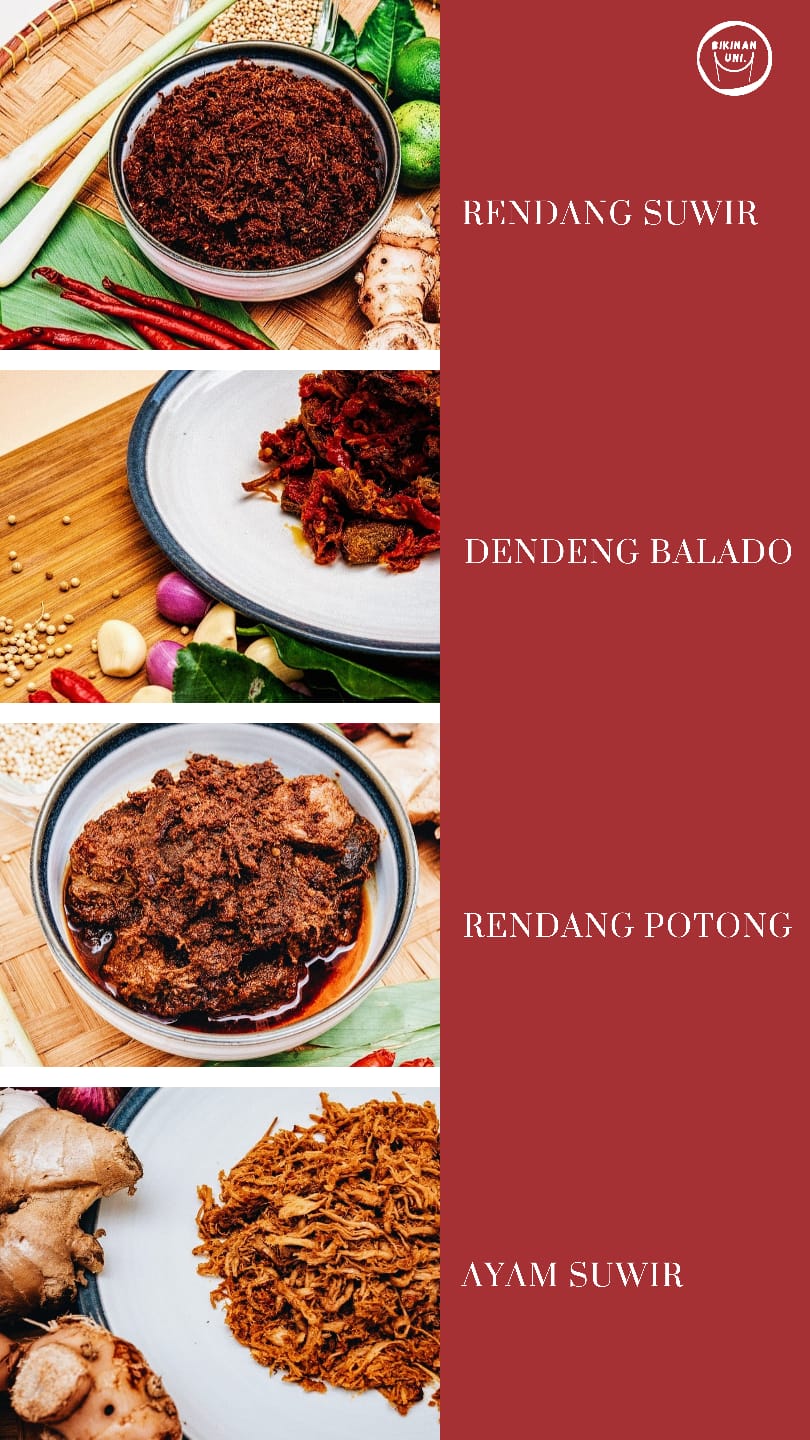 BIKINAN
UNI.
RENDANG SUWIR
DENDENG BALADO
RENDANG POTONG
AYAM SUWIR